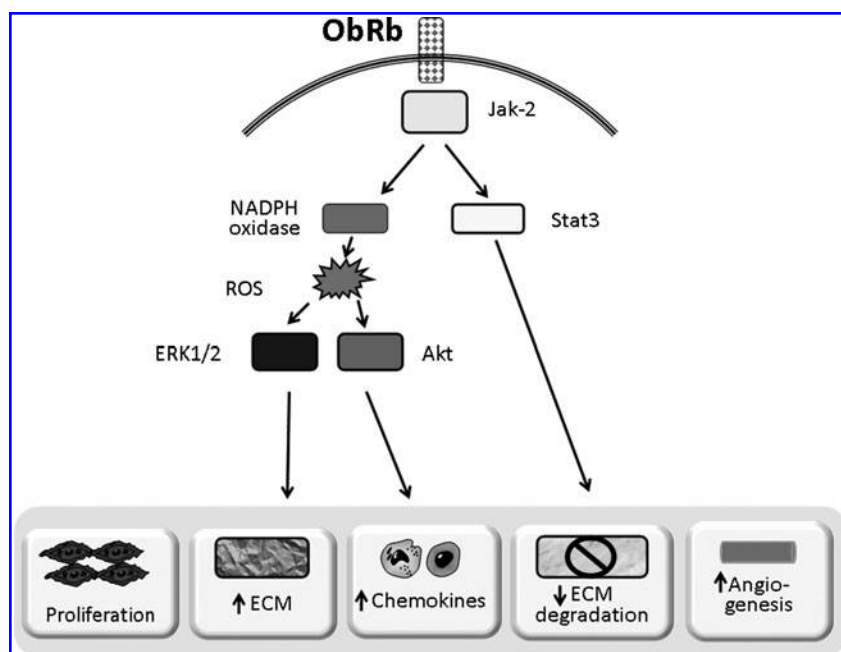 ObRb
Jak-2
NADPH
oxidase
Stat3
ROS
ERK1/2
Akt
Proliferation
↑ ECM
↑ Chemokines
↓ ECM
degradation
↑ Angio-
genesis